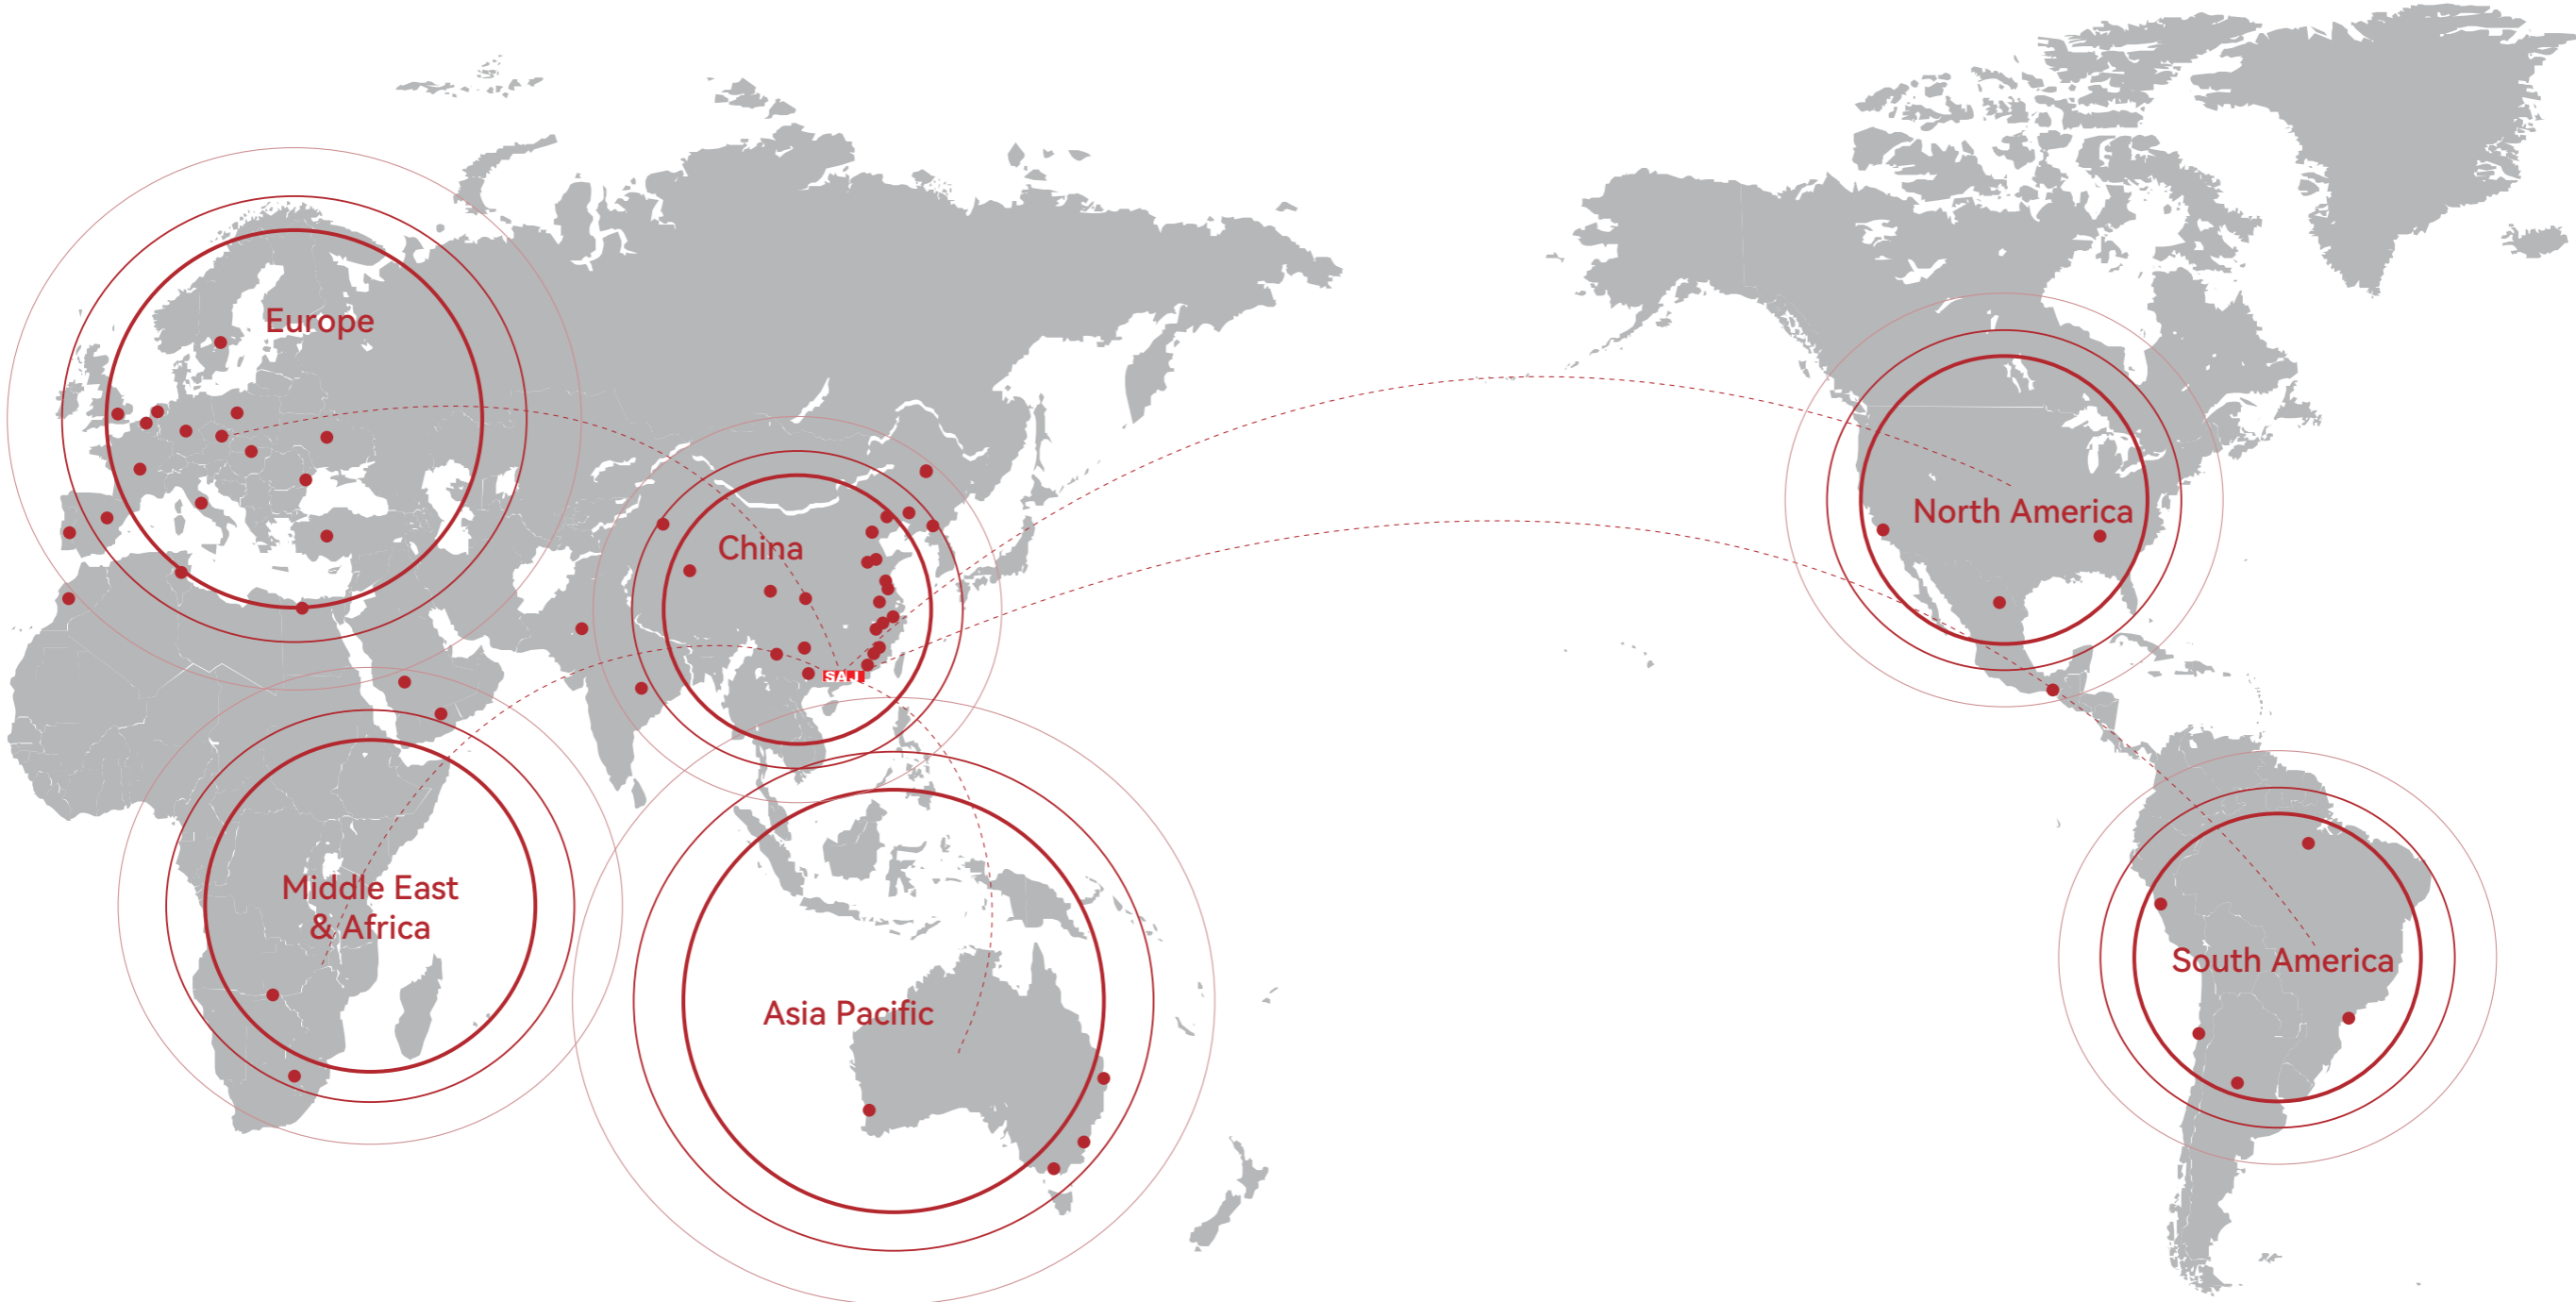 Europe
China
North America
SAJ
Middle East
& Africa
South America
Asia Pacific